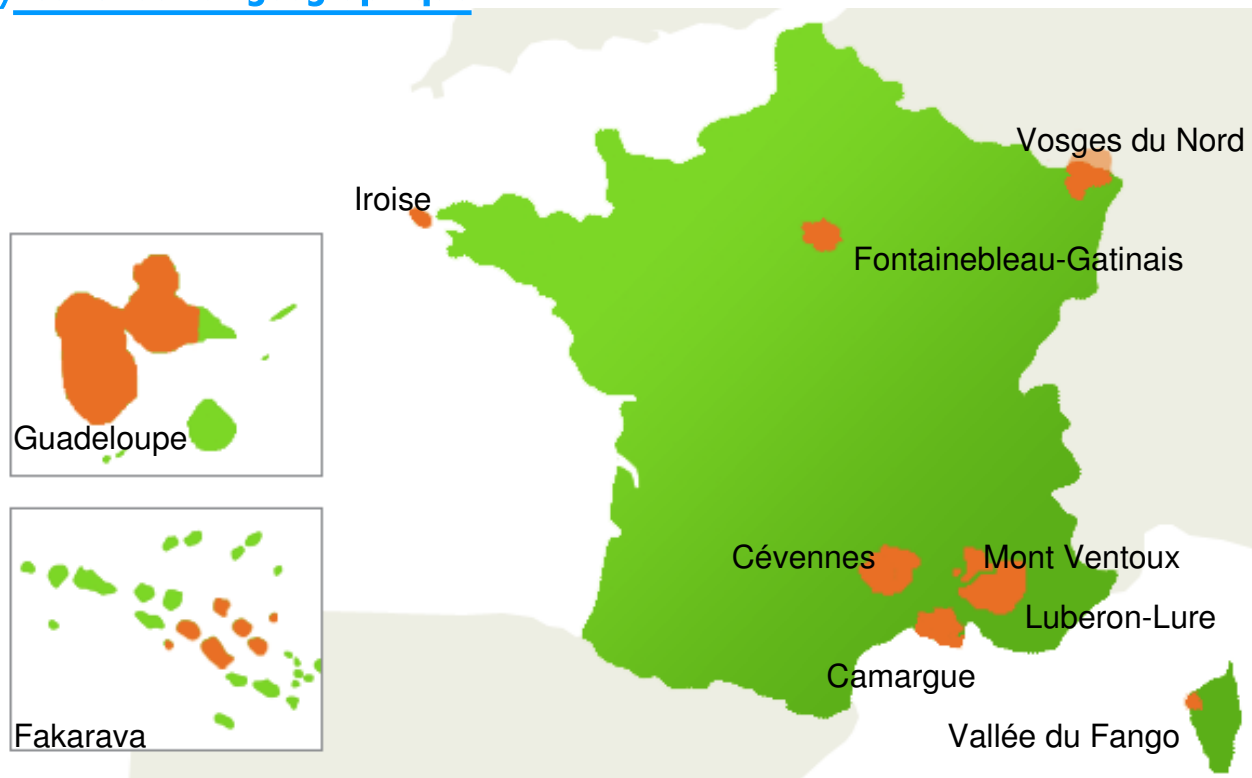 Vosges du Nord
Iroise
Fontainebleau-Gatinais
Guadeloupe
Cévennes
Mont Ventoux
Luberon-Lure
Camargue
Vallée du Fango
Fakarava